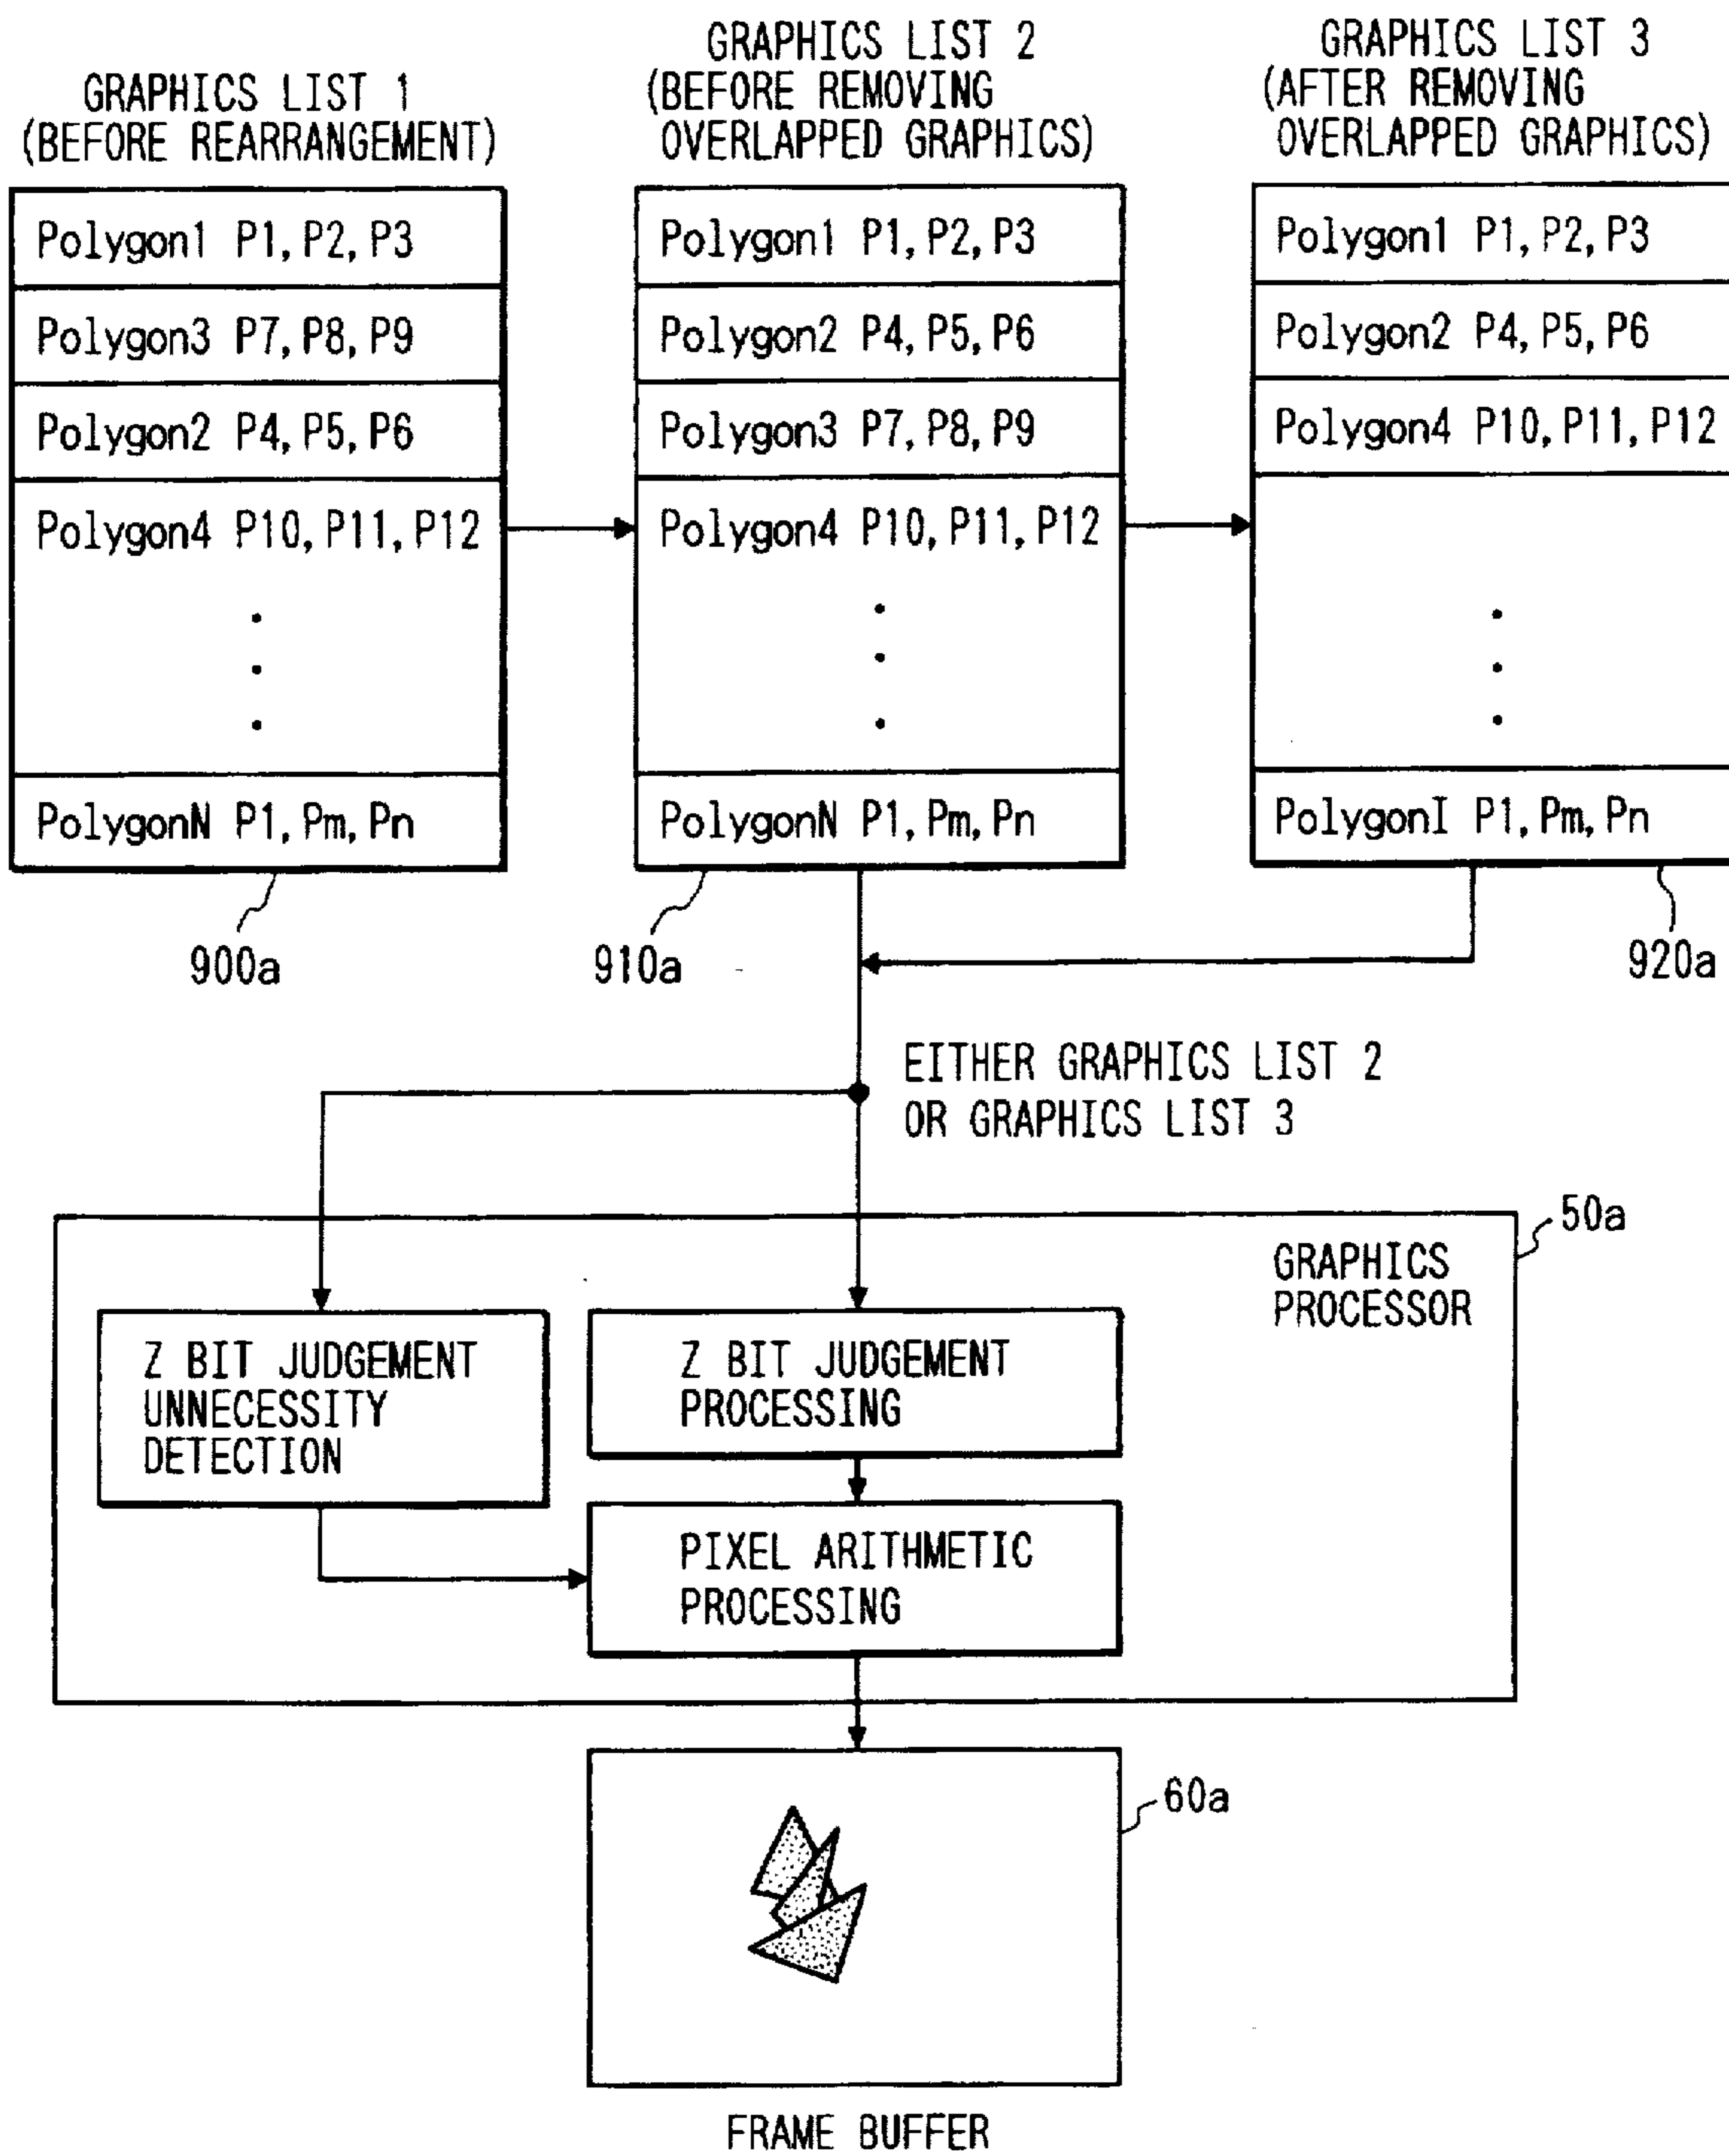 GRAPHICS LIST 1
(BEFORE REARRANGEMENT)
Polygon1 P1, P2, P3
Polygon3 P7, P8, P9
Polygon2 P4, P5, P6
Polygon4 P10, P11, P12
PolygonN P1, Pm, Pn
900a
GRAPHICS LIST 2
(BEFORE REMOVING
OVERLAPPED GRAPHICS)
Polygon1 P1, P2, P3
Polygon2 P4, P5, P6
Polygon3 P7, P8, P9
Polygon4 P10, P11, P12
PolygonN P1, Pm, Pn
910a
GRAPHICS LIST 3
(AFTER REMOVING
OVERLAPPED GRAPHICS)
Polygon1 P1, P2, P3
Polygon2 P4, P5, P6
Polygon4 P10, P11, P12
PolygonI P1, Pm, Pn
920a
EITHER GRAPHICS LIST 2
OR GRAPHICS LIST 3
50a
GRAPHICS
PROCESSOR
Z BIT JUDGEMENT
UNNECESSITY
DETECTION
Z BIT JUDGEMENT
PROCESSING
PIXEL ARITHMETIC
PROCESSING
60a
FRAME BUFFER